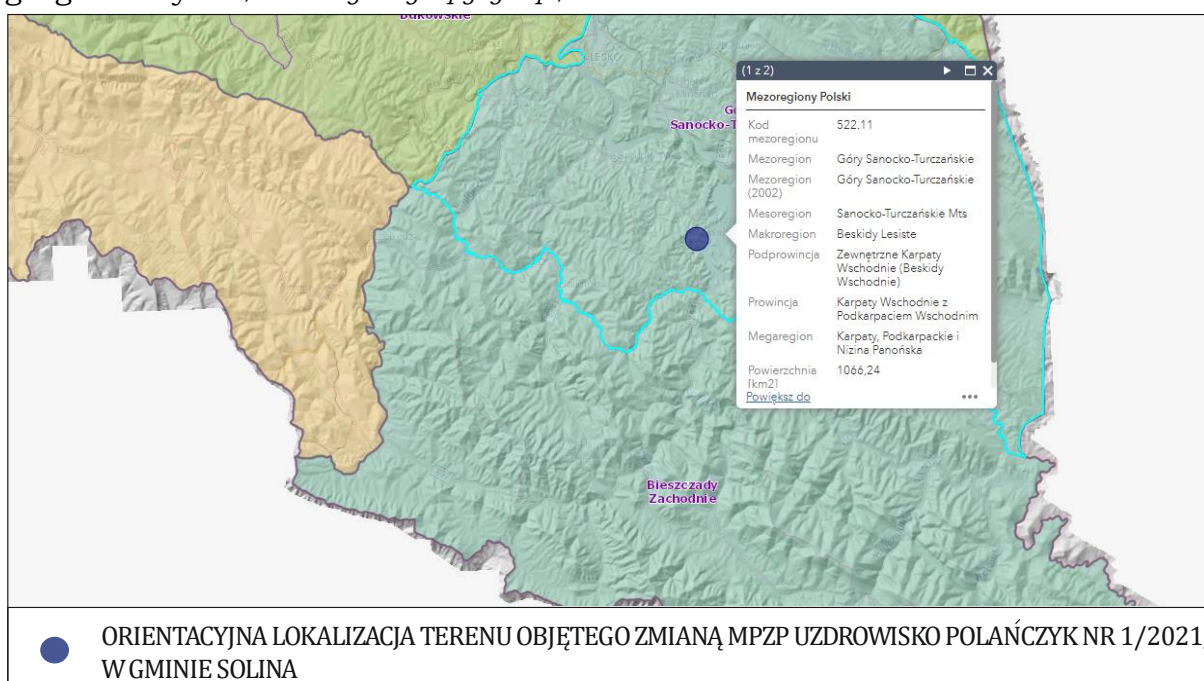 Bukowskie
LESKO
(1 z 2)
Mezoregiony Polski
Sanocko-T
Kod mezoregionu 522.11
Mezoregion Góry Sanocko-Turczańskie
Mezoregion (2002) Góry Sanocko-Turczańskie
Mesoregion Sanocko-Turczańskie Mts
Makroregion Beskidy Lesiste
Podprowincja Zewnętrzne Karpaty
Wschodnie (Beskidy
Wschodnie)
Prowincja Karpaty Wschodnie z
Podkarpaciem Wschodnim
Megaregion Karpaty, Podkarpackie i
Nizina Panońska
Powierzchnia [km2] 1066,24
Powiększ do
Bieszczady
Zachodnie
ORIENTACYJNA LOKALIZACJA TERENU OBJĘTEGO ZMIANĄ MPZP UZDROWISKO POLAŃCZYK NR 1/2021,
W GMINIE SOLINA